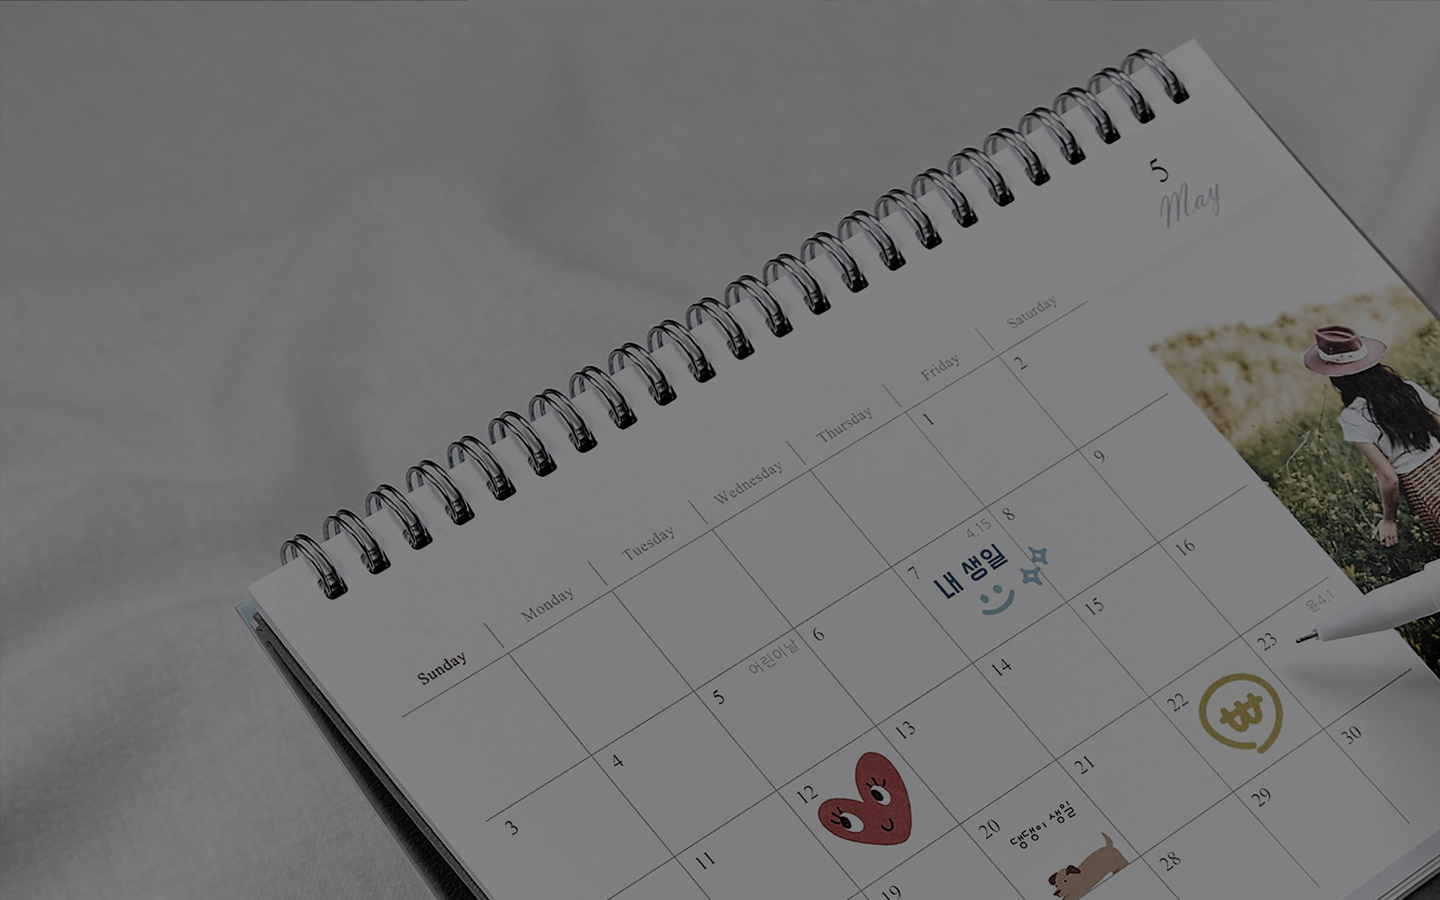 5
May
Sunday Monday Tuesday Wednesday Thursday Friday Saturday
1 2
3 4 5 어린이날 6 7 4.15 8 9
내 생일
11 12 13 14 15 16
19 20 21 22 23 윤4.1
댕댕이 생일
28 29 30